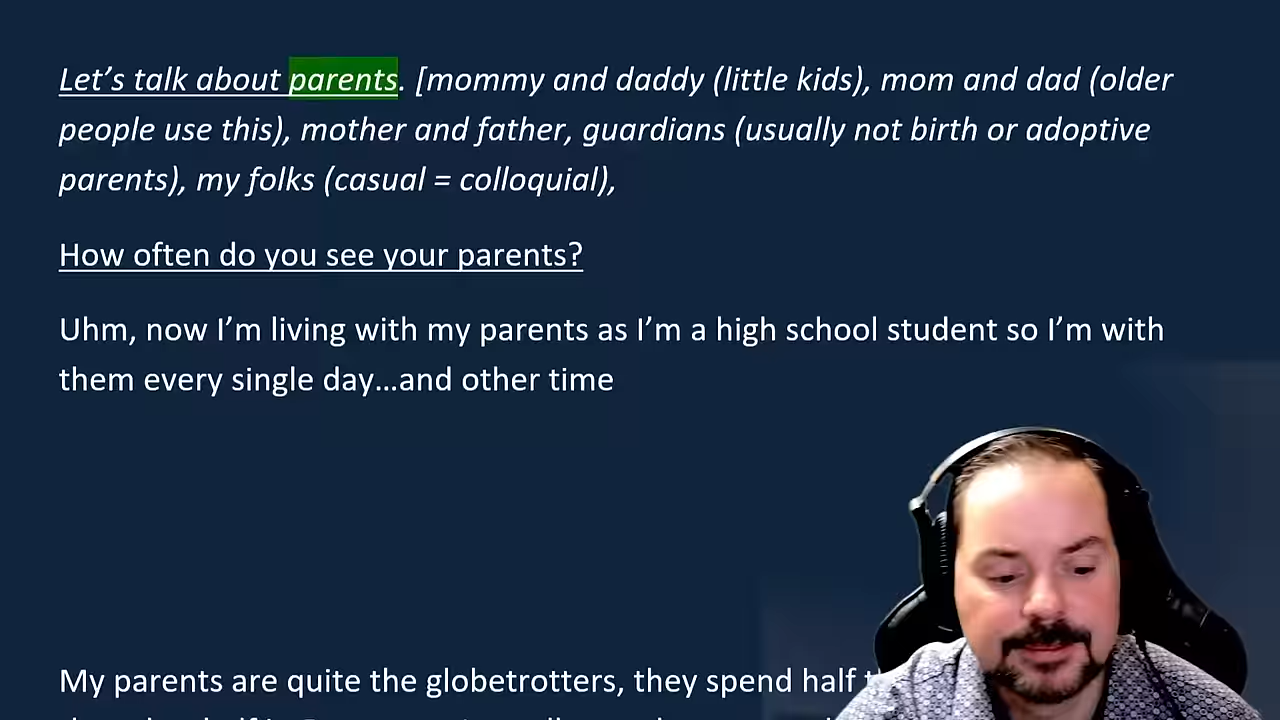 Let’s talk about parents. [mommy and daddy (little kids), mom and dad (older
people use this), mother and father, guardians (usually not birth or adoptive
parents), my folks (casual = colloquial),
How often do you see your parents?
Uhm, now I’m living with my parents as I’m a high school student so I’m with
them every single day…and other time
My parents are quite the globetrotters, they spend half